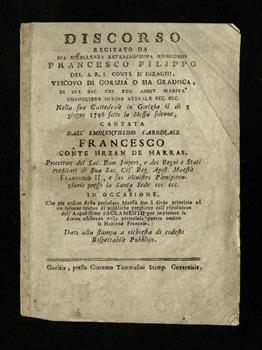 DISCORSO
RECITATO DA
SUA ECCELLENZA REVERENDISSIMA MONSIGNOR
FRANCESCO FILIPPO
DEL S. R. I. CONTE D'INZAGHI,
VESCOVO DI GORIZIA O SIA GRADISCA,
DI SUA SAC. CES. REG. APOST. MAESTA'
CONSIGLIERE INTIMO ATTUALE ecc. ecc.
Nella sua Cattedrale in Gorizia il di 5
giugno 1796 fatto la Messa solenne,
CANTATA
DALL' EMINENTISSIMO CARDINALE
FRANCESCO
CONTE HRZAN DE HARRAS,
Protettore del Sac. Rom Impero, e dei Regni e Stati
ereditarj di Sua Sac. Ces. Reg. Apost. Maestà
FRANCESCO II., e suo Ministro Plenipoten-
ziario presso la Santa Sede ecc. ecc.
IN OCCASIONE,
Che per ordine della prelodata Maestà sua si diede principio ad
un solenne triduo di pubbliche preghiere coll' esposizione
dell' Augustissimo SACRAMENTO per implorare la
divina assistenza nella presente guerra contro
la Nazione Francese.
Dato alla stampa a richiesta di codesto
Rispettabile Pubblico.
Gorizia, presso Giacomo Tommasini Stamp. Governiale.